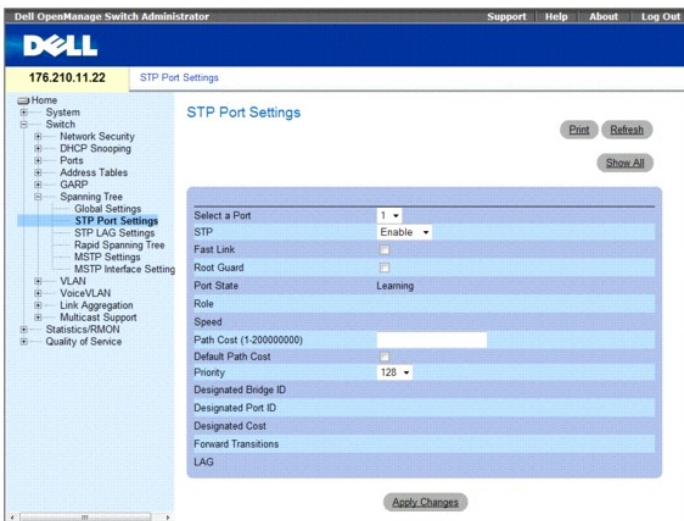 Dell OpenManage Switch Administrator
Support Help About Log Out
DELL
176.210.11.22
STP Port Settings
Home
System
Switch
Network Security
DHCP Snooping
Ports
Address Tables
GARP
Spanning Tree
Global Settings
STP Port Settings
STP LAG Settings
Rapid Spanning Tree
MSTP Settings
MSTP Interface Setting
VLAN
VoiceVLAN
Link Aggregation
Multicast Support
Statistics/RMON
Quality of Service
STP Port Settings
Print Refresh
Show All
Select a Port 1
STP Enable
Fast Link
Root Guard
Port State Learning
Role
Speed
Path Cost (1-200000000)
Default Path Cost
Priority 128
Designated Bridge ID
Designated Port ID
Designated Cost
Forward Transitions
LAG
Apply Changes